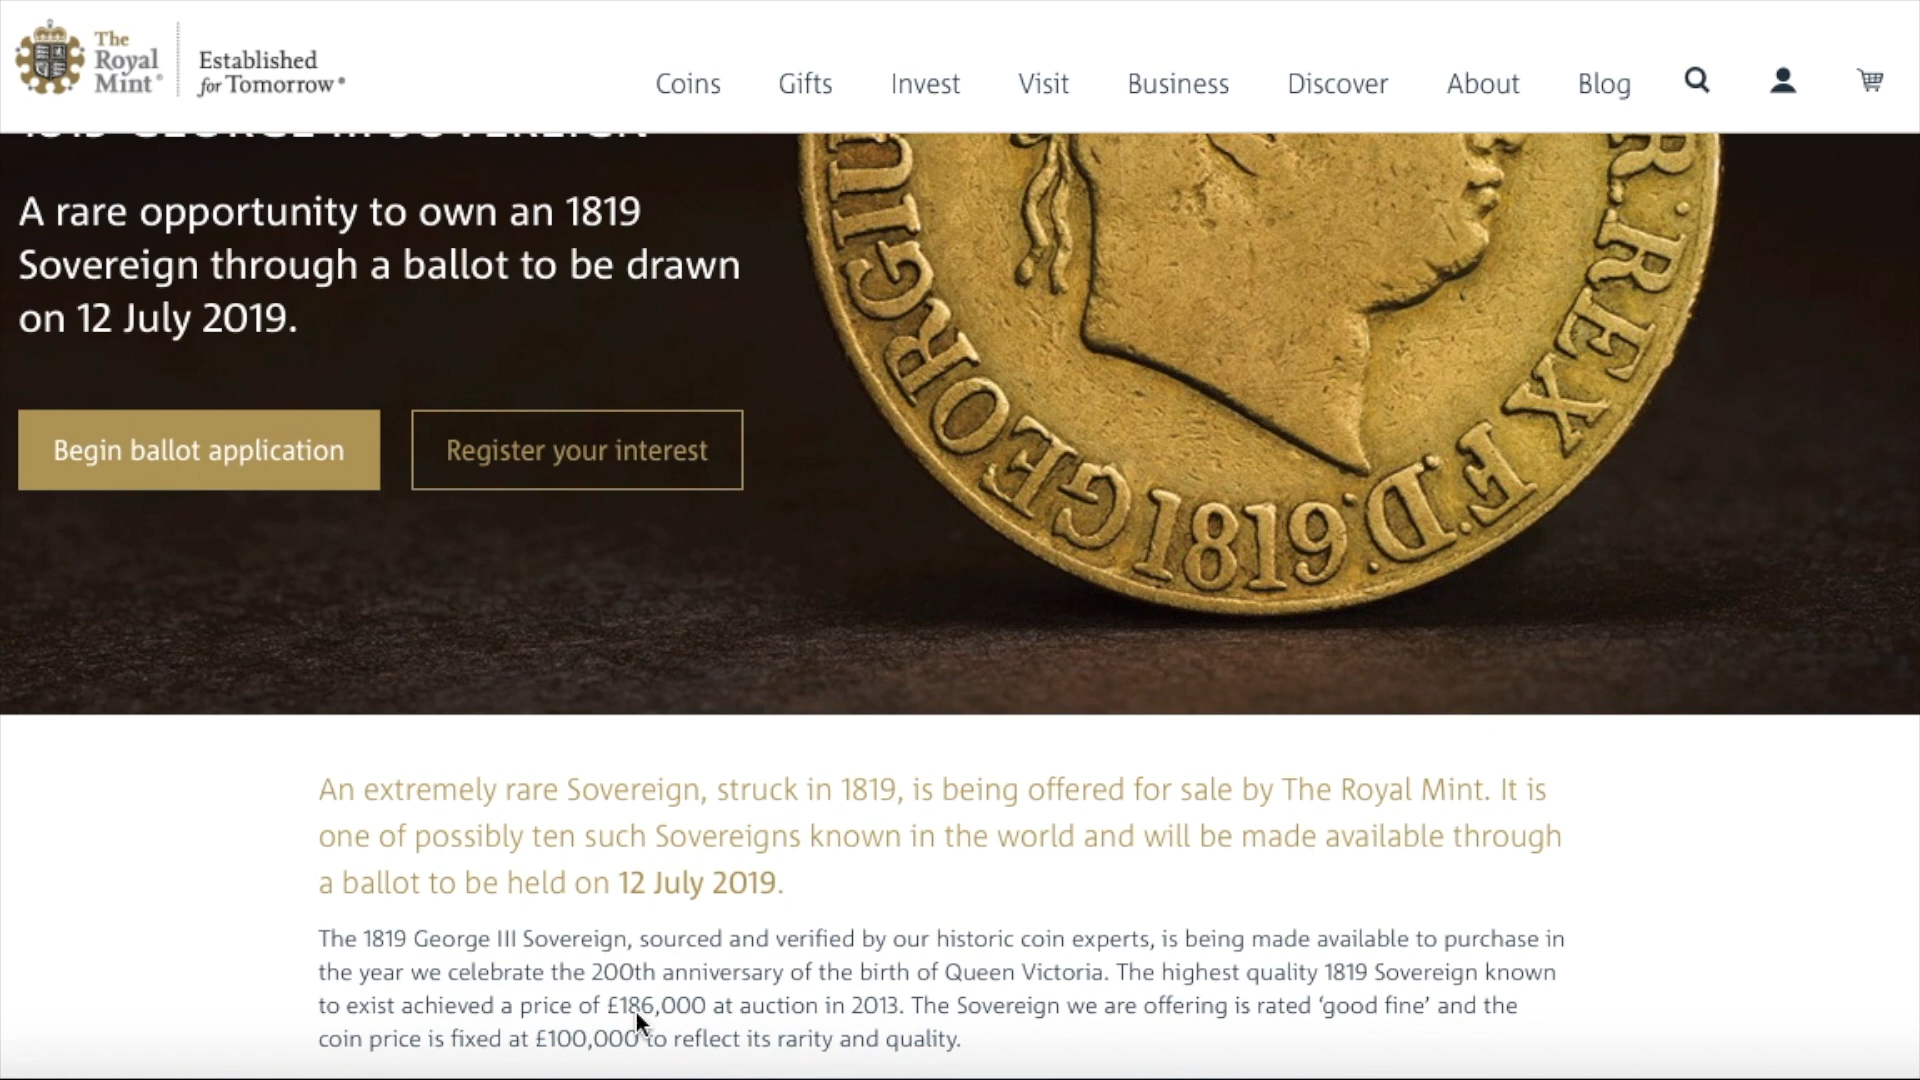 The
Royal
Mint®
Established
for Tomorrow®
Coins
Gifts
Invest
Visit
Business
Discover
About
Blog
1819 GEORGE III SOVEREIGN
A rare opportunity to own an 1819
Sovereign through a ballot to be drawn
on 12 July 2019.
Begin ballot application
Register your interest
GEORGIU
1819.
F.D.
R. REX
An extremely rare Sovereign, struck in 1819, is being offered for sale by The Royal Mint. It is
one of possibly ten such Sovereigns known in the world and will be made available through
a ballot to be held on 12 July 2019.
The 1819 George III Sovereign, sourced and verified by our historic coin experts, is being made available to purchase in
the year we celebrate the 200th anniversary of the birth of Queen Victoria. The highest quality 1819 Sovereign known
to exist achieved a price of £186,000 at auction in 2013. The Sovereign we are offering is rated ‘good fine’ and the
coin price is fixed at £100,000 to reflect its rarity and quality.